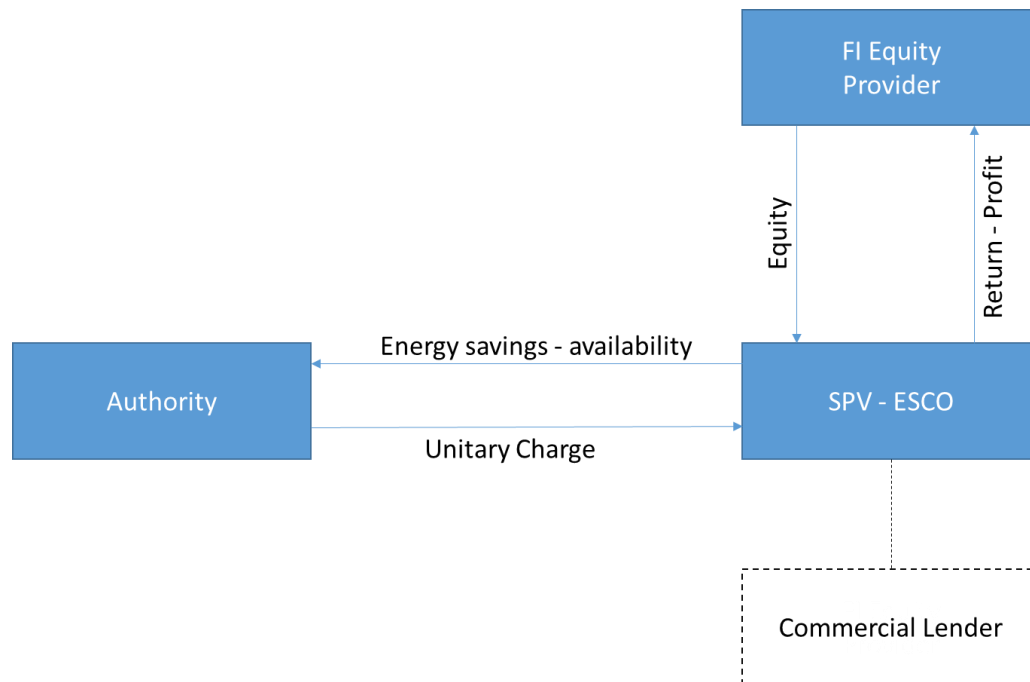 FI Equity
Provider
Equity
Return - Profit
Energy savings - availability
Authority
SPV - ESCO
Unitary Charge
Commercial Lender